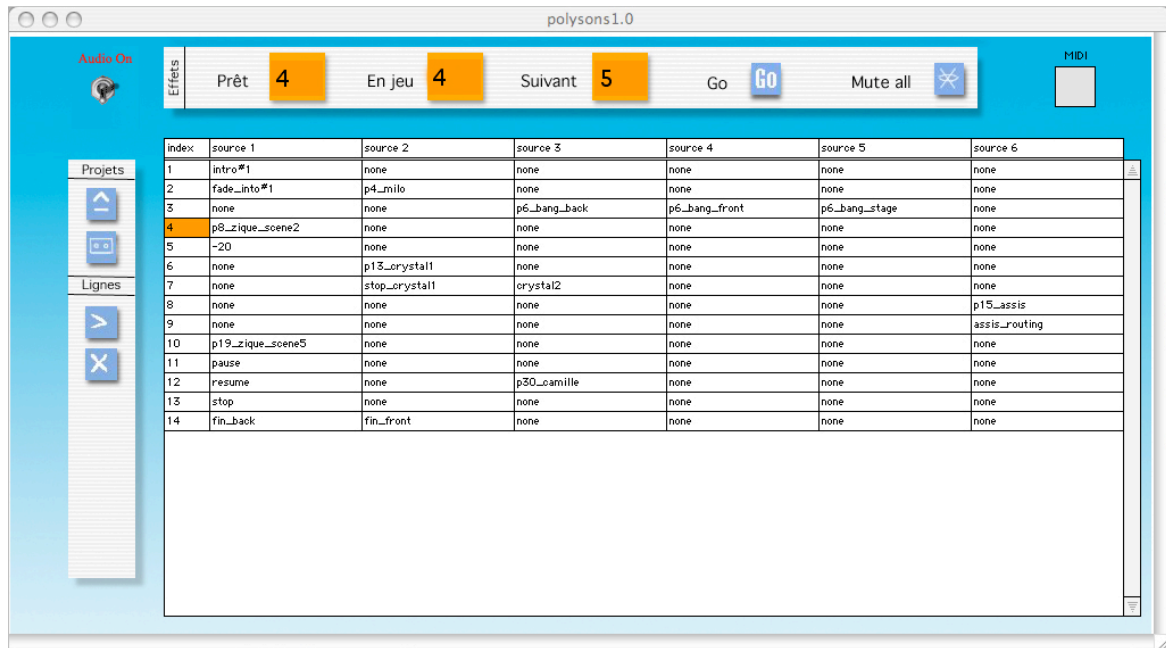 polysons1.0
Audio On
Effets
Prêt 4 En jeu 4 Suivant 5 Go Go Mute all
MIDI
index source 1 source 2 source 3 source 4 source 5 source 6
Projets
1 intro#1 none none none none none
2 fade_into#1 p4_milo none none none none
3 none none p6_bang_back p6_bang_front p6_bang_stage none
4 p8_zique_scene2 none none none none none
5 -20 none none none none none
6 none p13_crystal1 none none none none
Lignes
7 none stop_crystal1 crystal2 none none none
8 none none none none none p15_assis
9 none none none none none assis_routing
10 p19_zique_scene5 none none none none none
11 pause none none none none none
12 resume none p30_camille none none none
13 stop none none none none none
14 fin_back fin_front none none none none